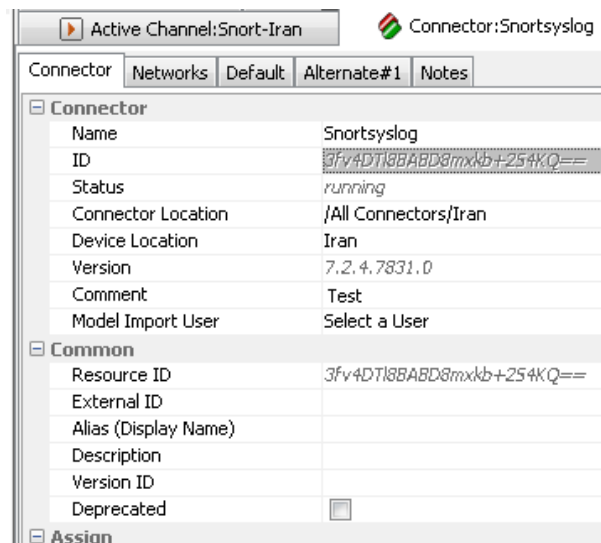 Active Channel:Snort-Iran Connector:Snortsyslog
Connector Networks Default Alternate#1 Notes
Connector
Name Snortsyslog
ID 3fv4DTl8BABD8mxkb+2S4KQ==
Status running
Connector Location /All Connectors/Iran
Device Location Iran
Version 7.2.4.7831.0
Comment Test
Model Import User Select a User
Common
Resource ID 3fv4DTl8BABD8mxkb+2S4KQ==
External ID
Alias (Display Name)
Description
Version ID
Deprecated
Assign